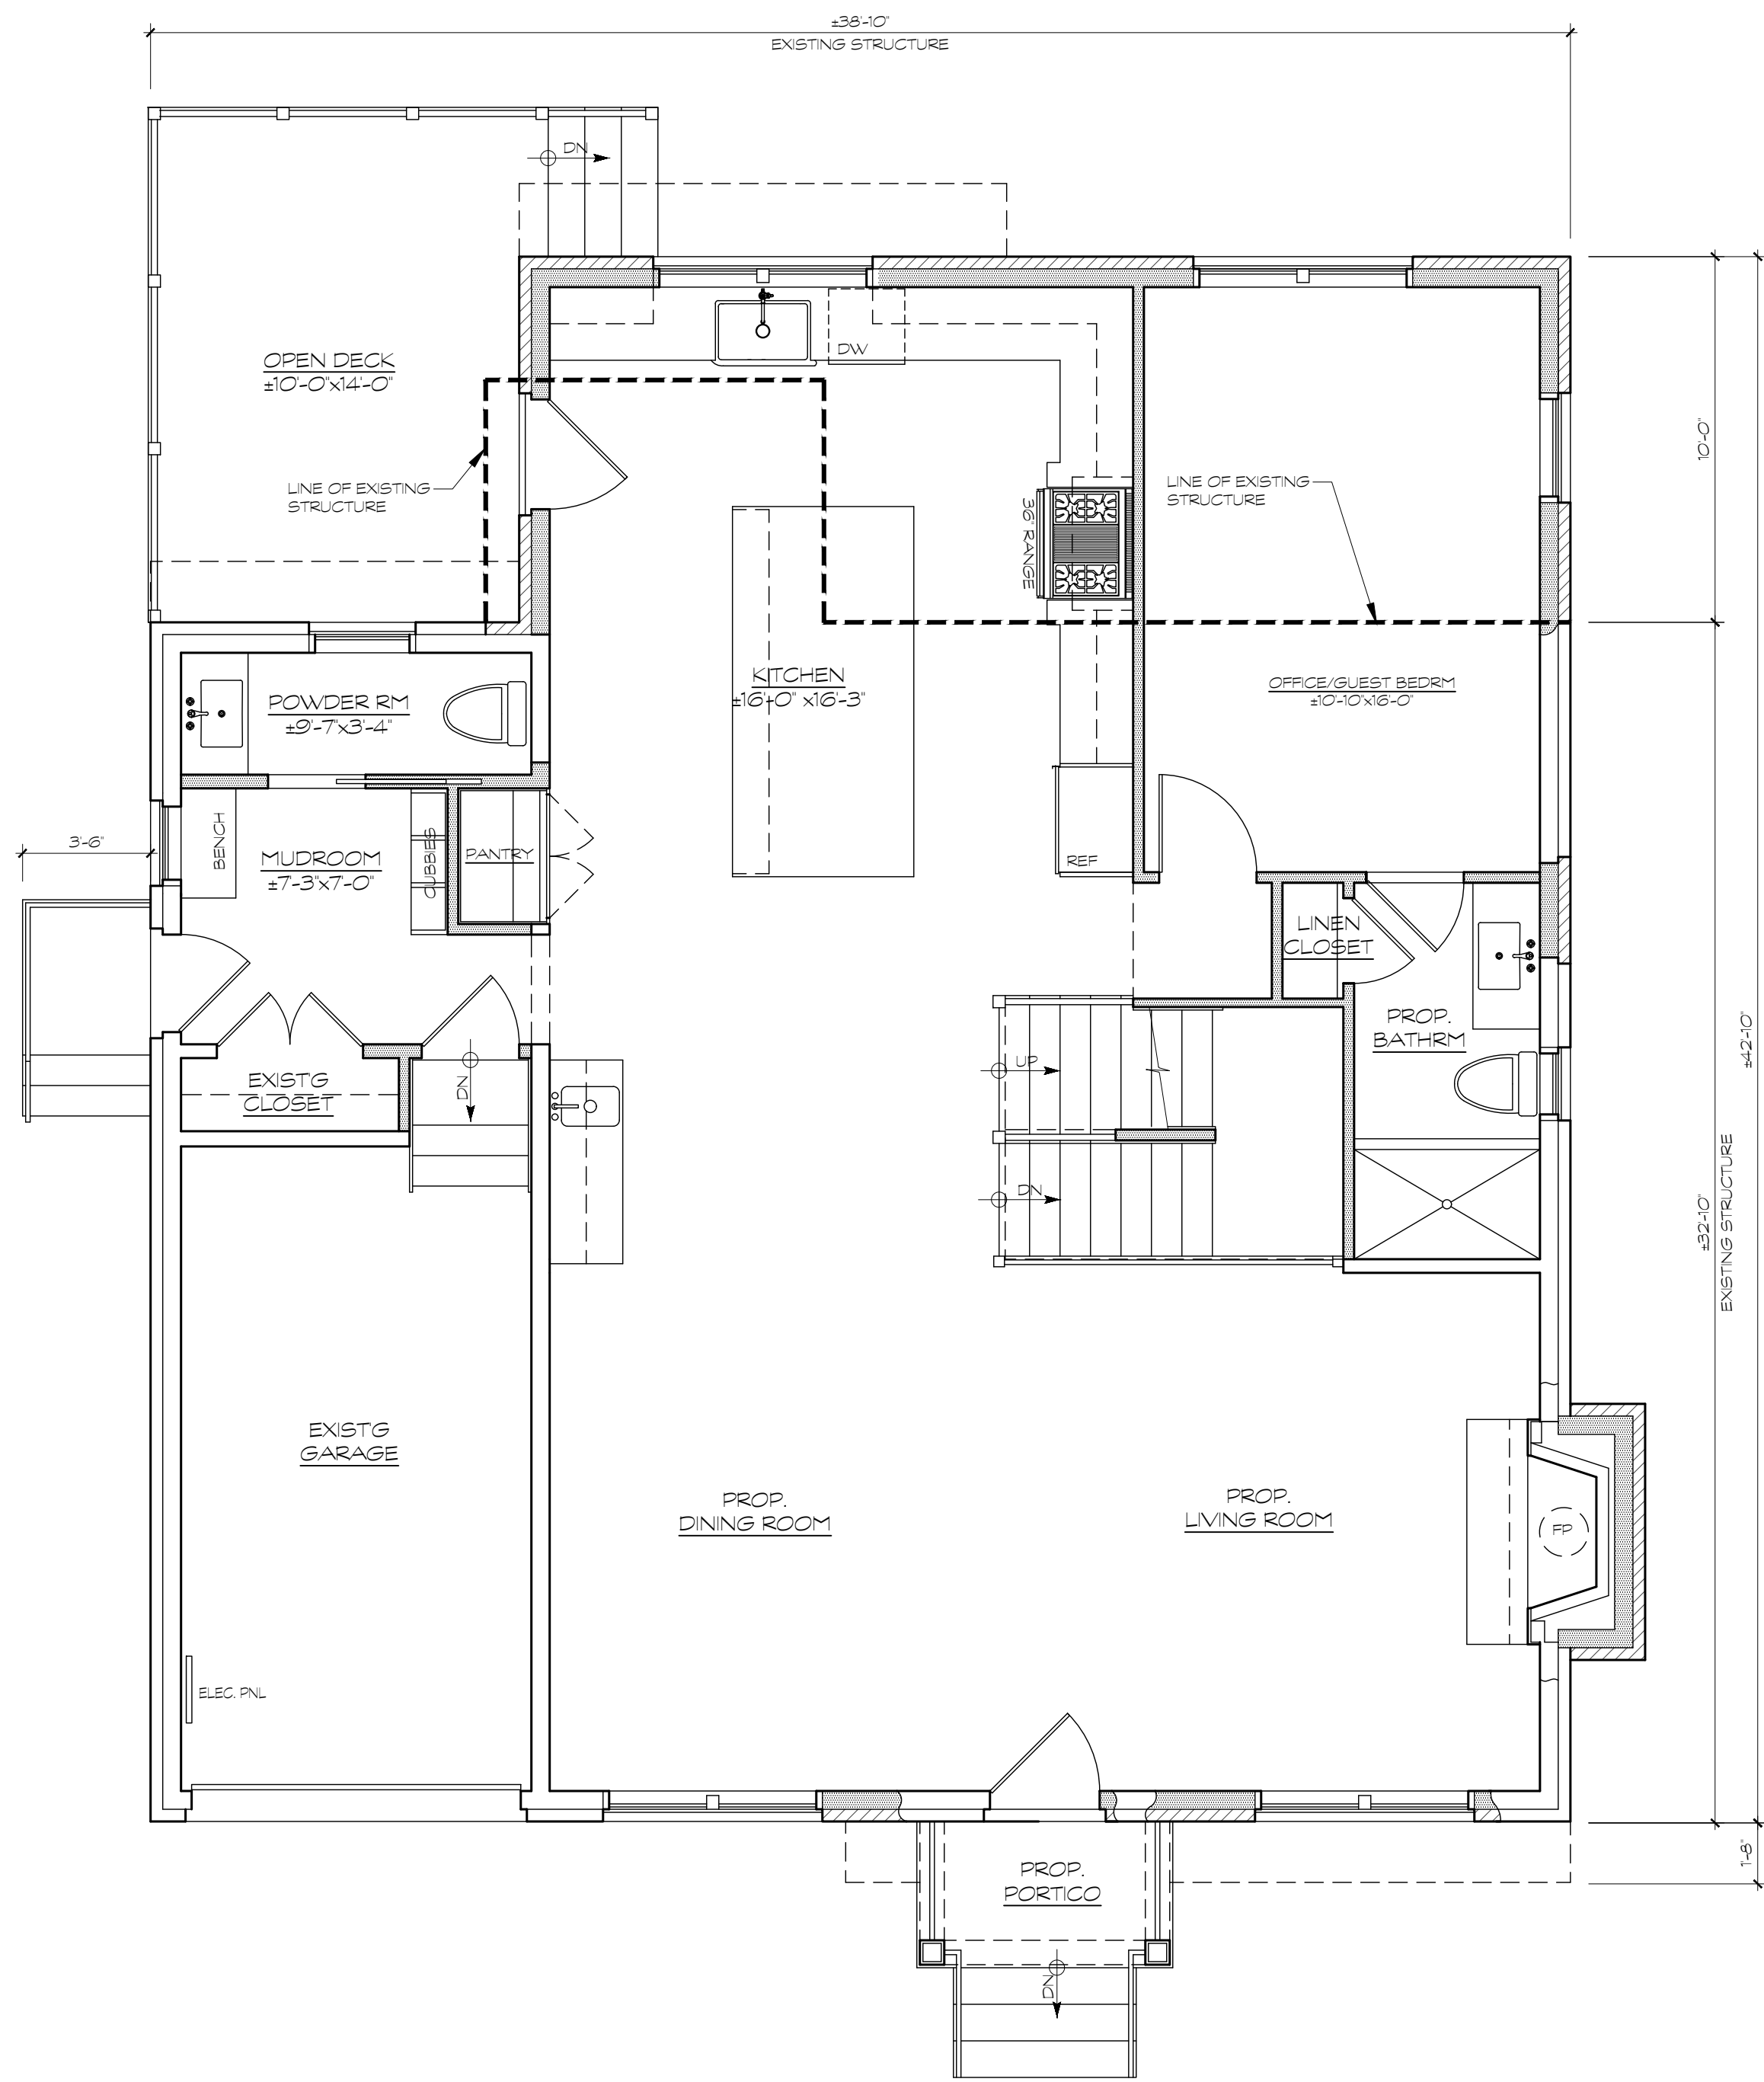 ±38'-10"
EXISTING STRUCTURE
DN
OPEN DECK
±10'-0"x14'-0"
DW
LINE OF EXISTING
STRUCTURE
LINE OF EXISTING
STRUCTURE
10'-0"
36" RANGE
KITCHEN
±16'-0" x16'-3"
OFFICE/GUEST BEDRM
±10'-10"x16'-0"
POWDER RM
±9'-7"x3'-4"
3'-6"
BENCH
MUDROOM
±7'-3"x7'-0"
CUBBIES
PANTRY
REF
LINEN
CLOSET
PROP.
BATHRM
±42'-10"
UP
EXIST'G
CLOSET
DN
DN
±32'-10"
EXISTING STRUCTURE
EXIST'G
GARAGE
PROP.
DINING ROOM
PROP.
LIVING ROOM
FP
ELEC. PNL
PROP.
PORTICO
1'-8"
DN